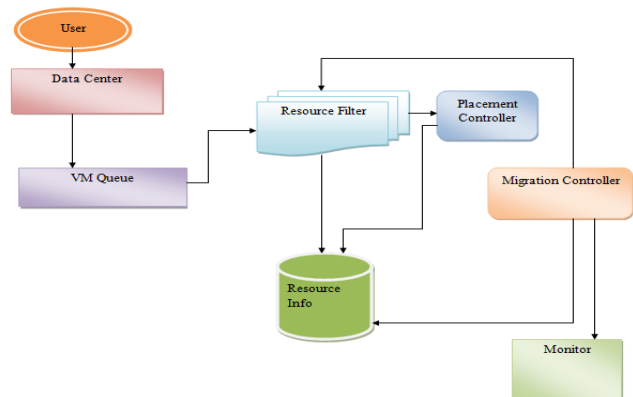 User
Data Center
VM Queue
Resource Filter
Placement
Controller
Migration Controller
Resource
Info
Monitor